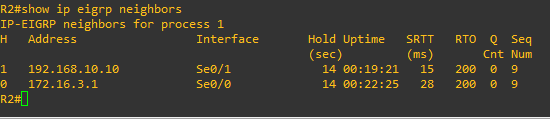 R2#show ip eigrp neighbors
IP-EIGRP neighbors for process 1
H   Address                 Interface       Hold Uptime   SRTT   RTO  Q  Seq
                                            (sec)         (ms)       Cnt Num
1   192.168.10.10           Se0/1             14 00:19:21   15   200  0  9
0   172.16.3.1              Se0/0             14 00:22:25   28   200  0  9
R2#